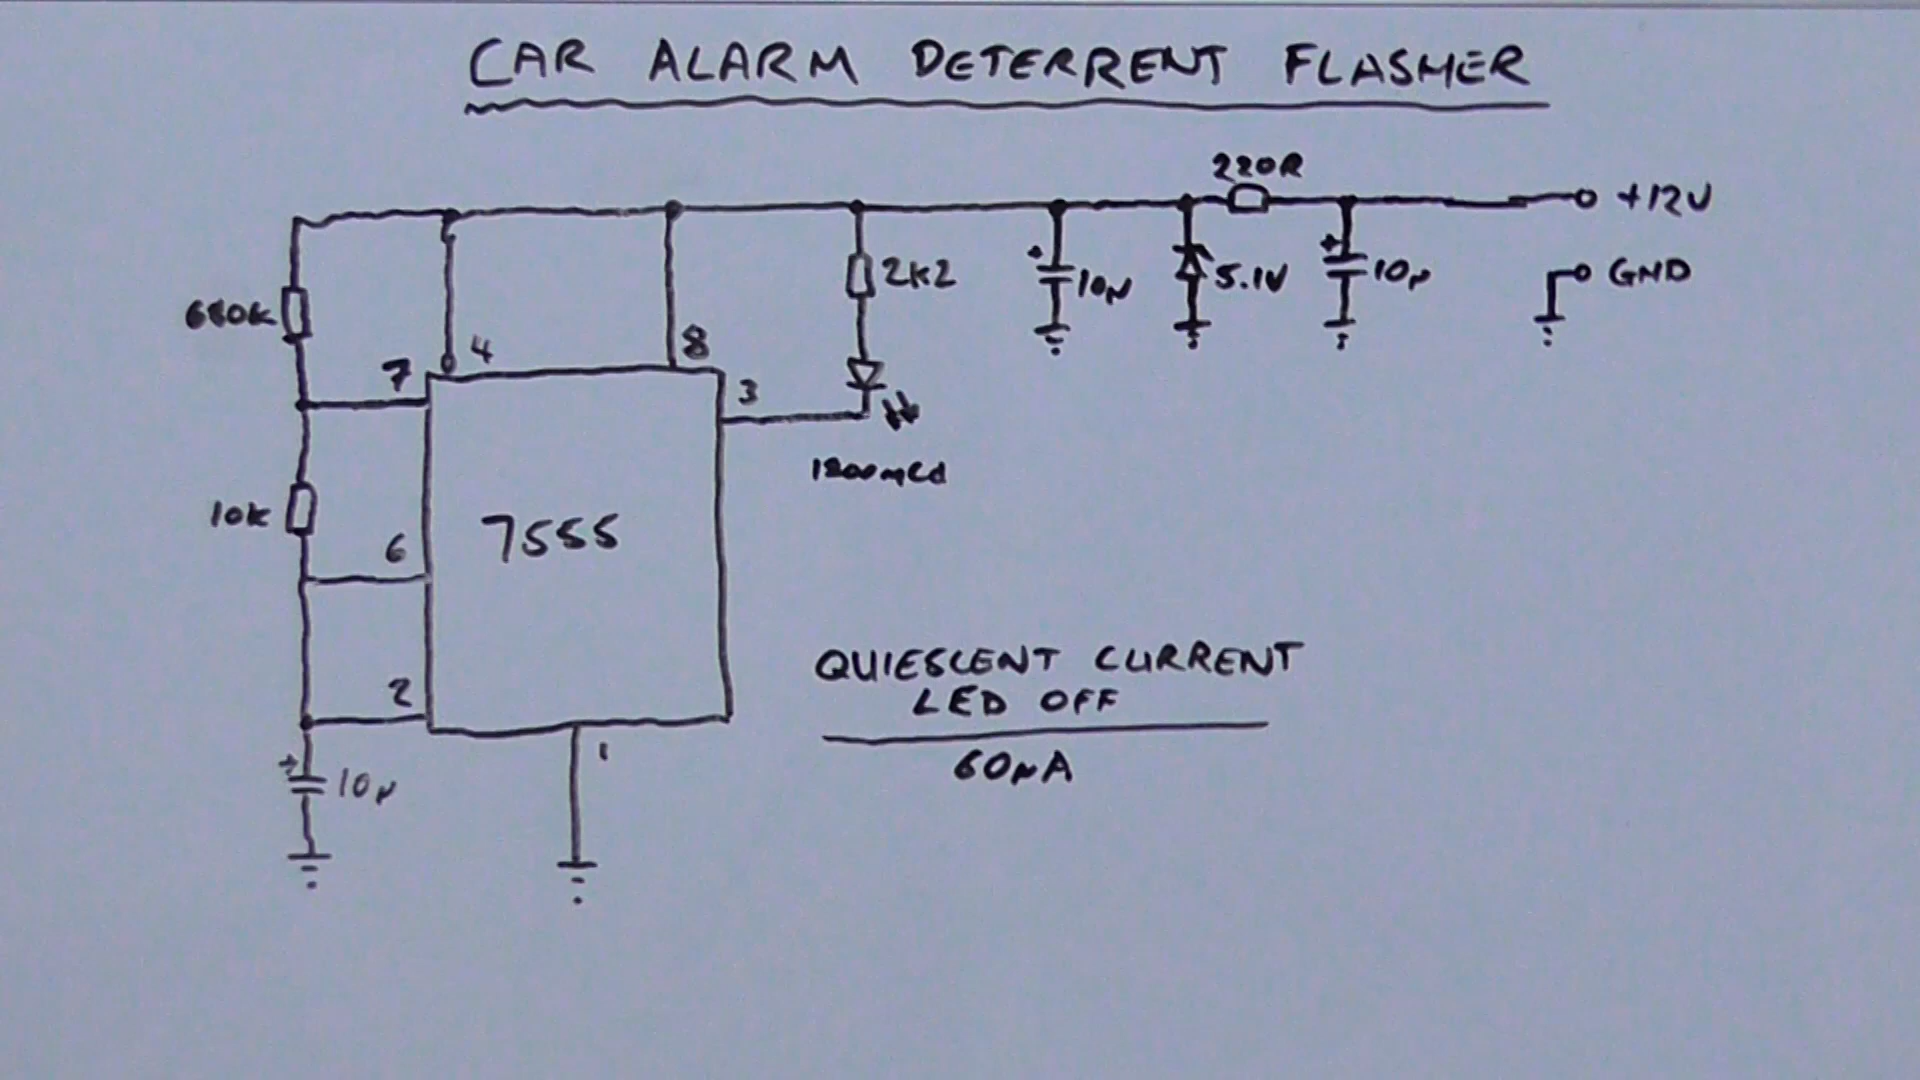 CAR ALARM DETERRENT FLASHER
220R
+12V
680k
2k2
10µ
5.1V
10µ
GND
4
8
7
3
1800mcd
10k
6
7555
2
QUIESCENT CURRENT
LED OFF
60µA
1
10µ